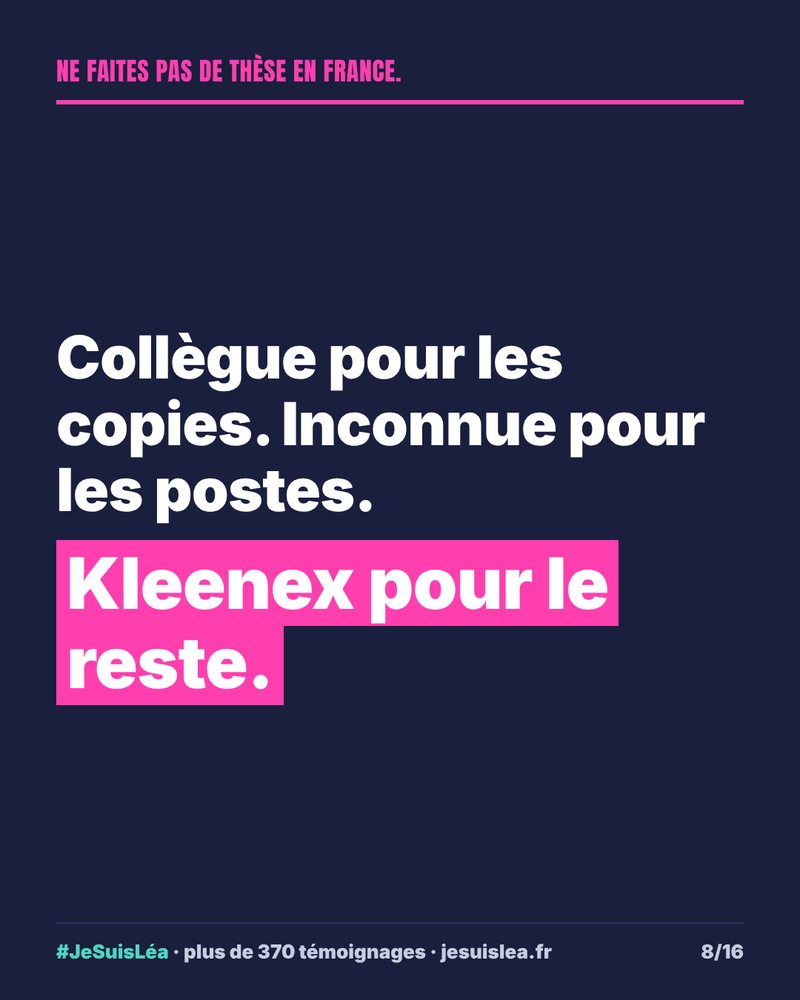 NE FAITES PAS DE THÈSE EN FRANCE.
Collègue pour les
copies. Inconnue pour
les postes.
Kleenex pour le
reste.
#JeSuisLéa · plus de 370 témoignages · jesuislea.fr
8/16